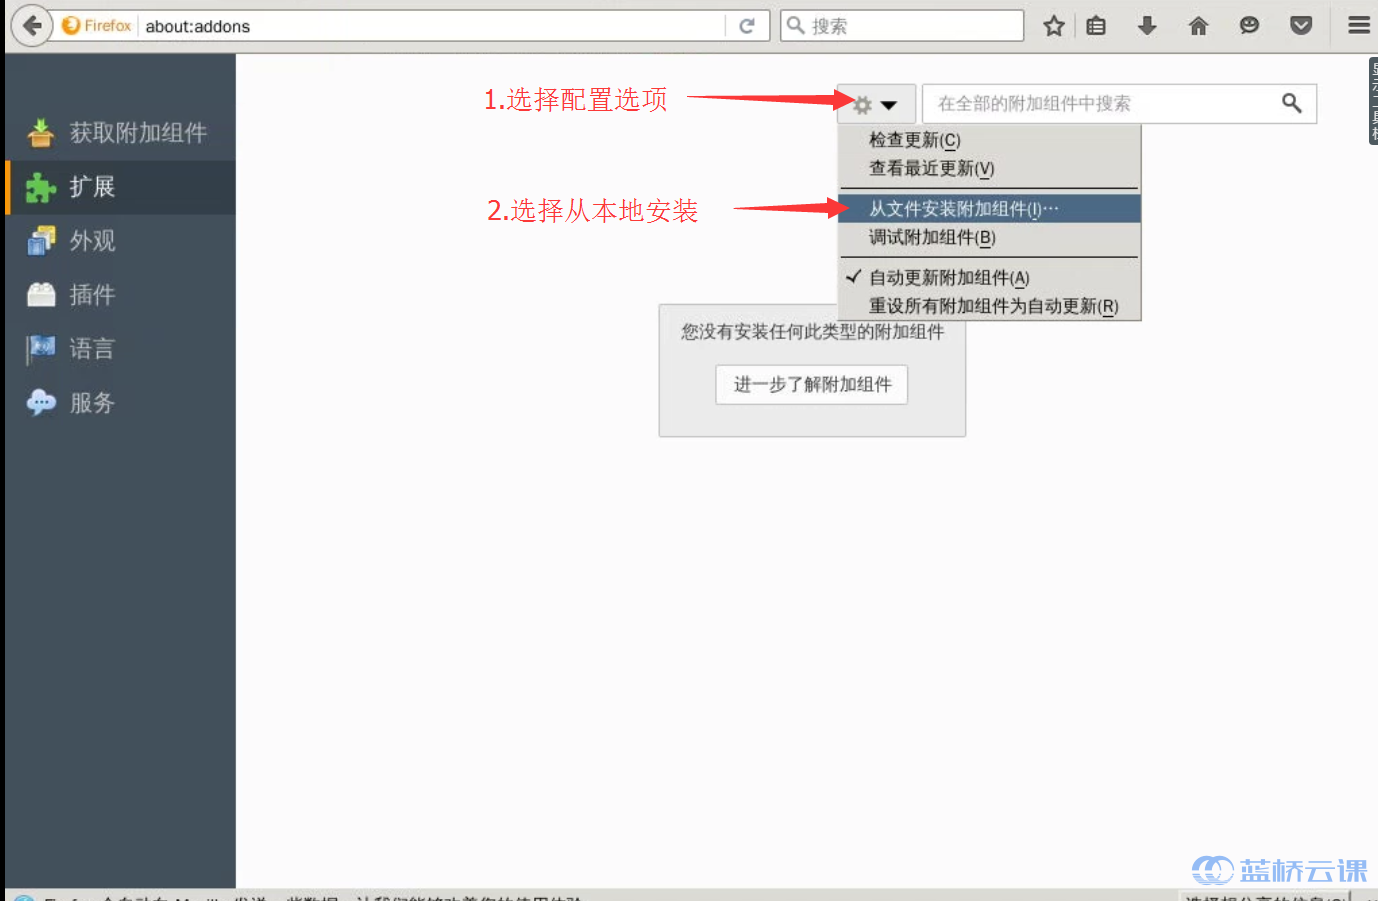 Firefox about:addons
搜索
1.选择配置选项
在全部的附加组件中搜索
获取附加组件
扩展
外观
插件
语言
服务
检查更新(C)
查看最近更新(V)
2.选择从本地安装
从文件安装附加组件(I)…
调试附加组件(B)
自动更新附加组件(A)
重设所有附加组件为自动更新(R)
您没有安装任何此类型的附加组件
进一步了解附加组件
蓝桥云课